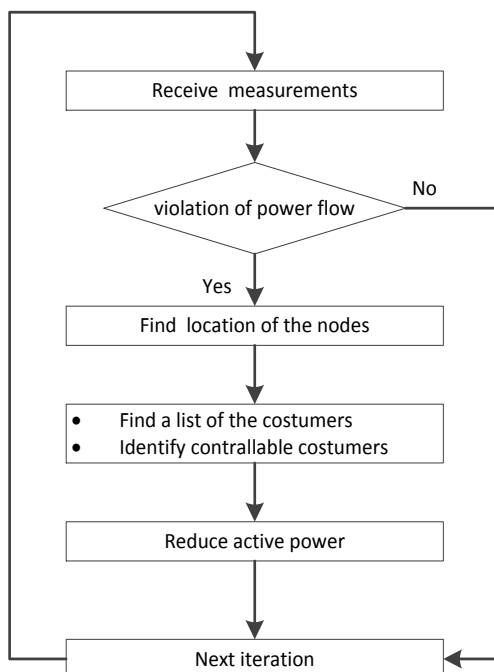 Receive measurements
No
violation of power flow
Yes
Find location of the nodes
• Find a list of the costumers
• Identify contrallable costumers
Reduce active power
Next iteration